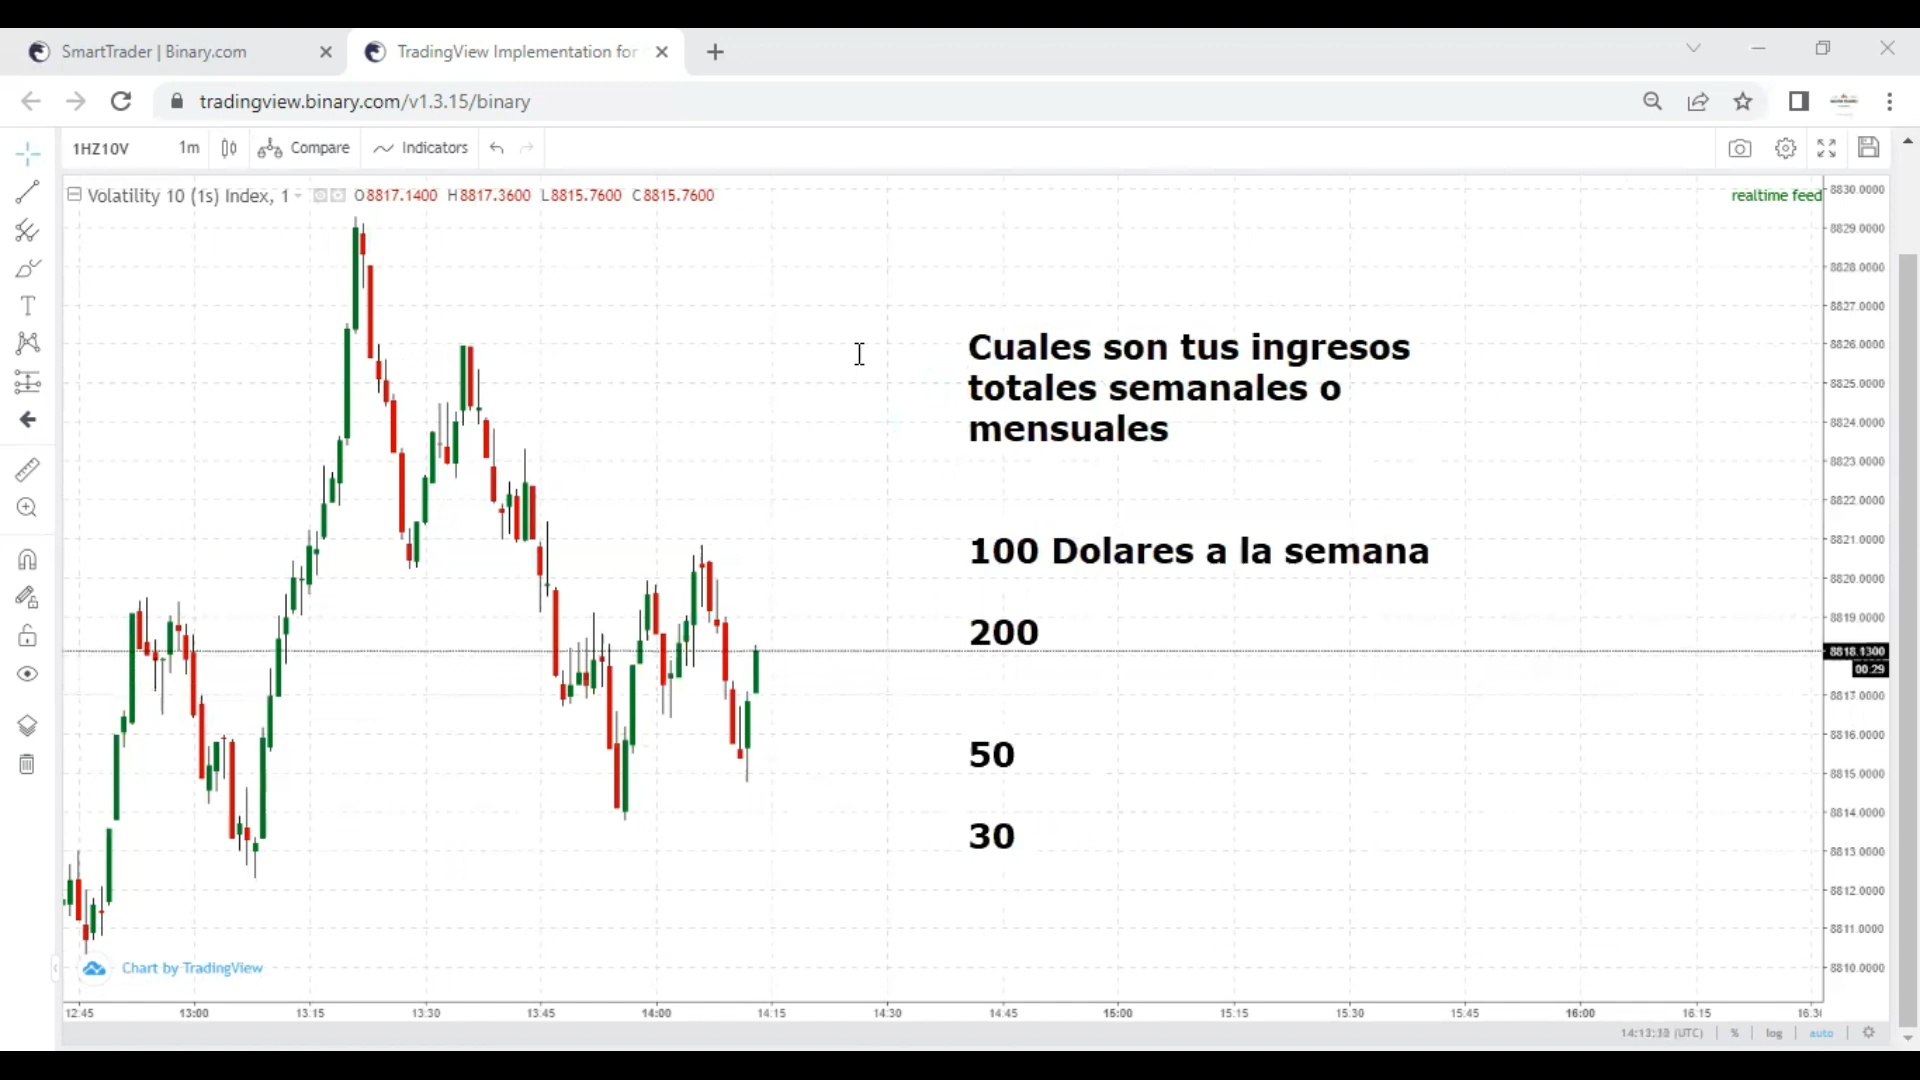 SmartTrader | Binary.com
TradingView Implementation for
tradingview.binary.com/v1.3.15/binary
1HZ10V 1m Compare Indicators
Volatility 10 (1s) Index, 1 O8817.1400 H8817.3600 L8815.7600 C8815.7600
realtime feed
8830.0000
8829.0000
8828.0000
8827.0000
8826.0000
8825.0000
8824.0000
8823.0000
8822.0000
8821.0000
8820.0000
8819.0000
8818.1300
00:29
8817.0000
8816.0000
8815.0000
8814.0000
8813.0000
8812.0000
8811.0000
8810.0000
Cuales son tus ingresos
totales semanales o
mensuales
100 Dolares a la semana
200
50
30
Chart by TradingView
12:45 13:00 13:15 13:30 13:45 14:00 14:15 14:30 14:45 15:00 15:15 15:30 15:45 16:00 16:15
(UTC) % log auto